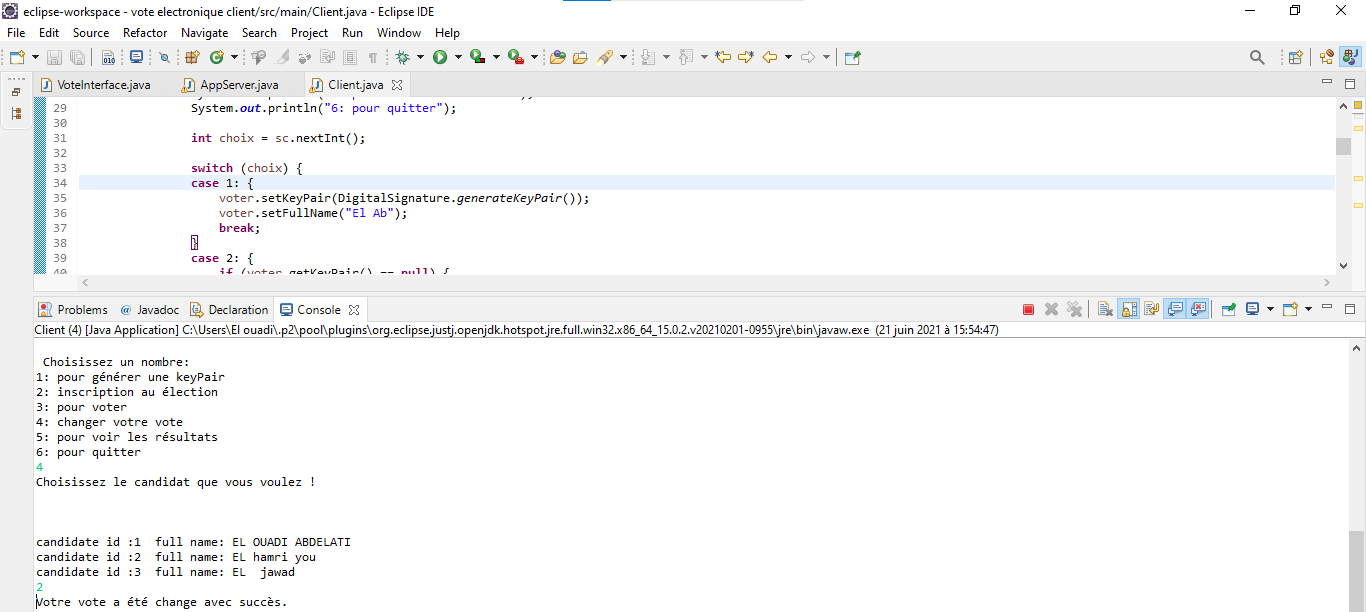 eclipse-workspace - vote electronique client/src/main/Client.java - Eclipse IDE
File Edit Source Refactor Navigate Search Project Run Window Help
VoteInterface.java AppServer.java Client.java
29 System.out.println("6: pour quitter");
30
31 int choix = sc.nextInt();
32
33 switch (choix) {
34 case 1: {
35 voter.setKeyPair(DigitalSignature.generateKeyPair());
36 voter.setFullName("El Ab");
37 break;
38 }
39 case 2: {
40 if (voter.getKeyPair() == null) {
Problems @ Javadoc Declaration Console
Client (4) [Java Application] C:\Users\El ouadi\.p2\pool\plugins\org.eclipse.justj.openjdk.hotspot.jre.full.win32.x86_64_15.0.2.v20210201-0955\jre\bin\javaw.exe (21 juin 2021 à 15:54:47)
Choisissez un nombre:
1: pour générer une keyPair
2: inscription au élection
3: pour voter
4: changer votre vote
5: pour voir les résultats
6: pour quitter
4
Choisissez le candidat que vous voulez !
candidate id :1 full name: EL OUADI ABDELATI
candidate id :2 full name: EL hamri you
candidate id :3 full name: EL jawad
2
Votre vote a été change avec succès.